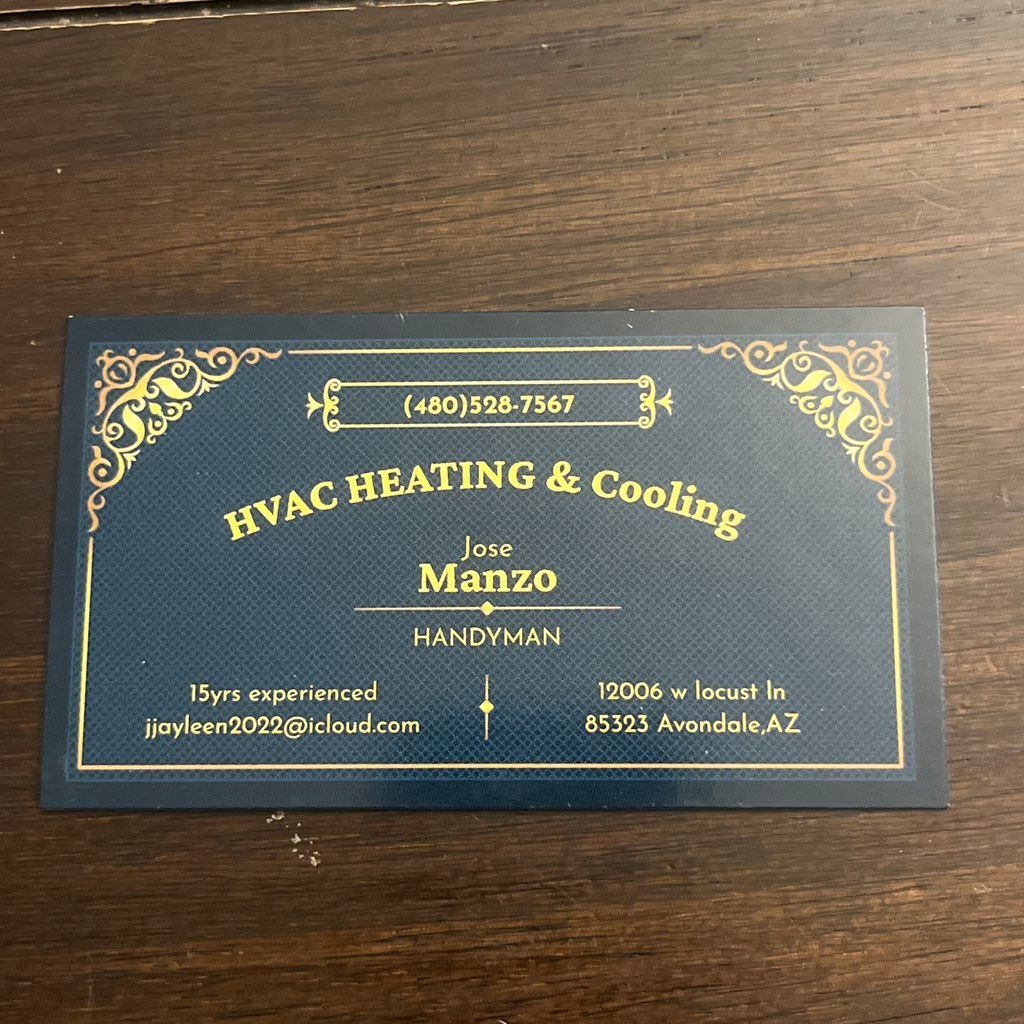 (480)528-7567
HVAC HEATING & Cooling
Jose
Manzo
HANDYMAN
15yrs experienced
jjayleen2022@icloud.com
12006 w locust ln
85323 Avondale,AZ